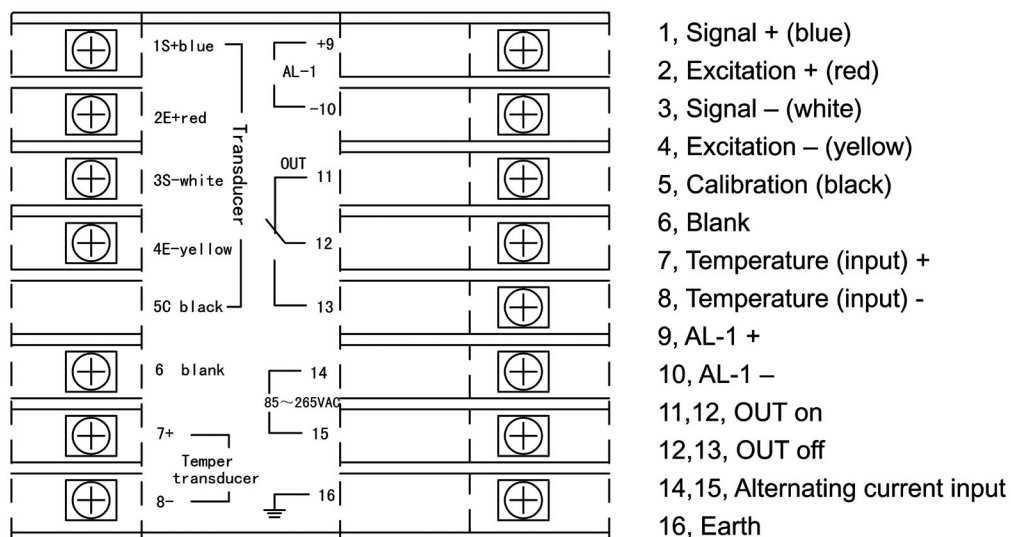 1S+blue
+9
AL-1
-10
2E+red
Transducer
OUT
11
3S-white
12
4E-yellow
5C black
13
6 blank
14
85～265VAC
7+
15
Temper
transducer
8-
16
1, Signal + (blue)
2, Excitation + (red)
3, Signal – (white)
4, Excitation – (yellow)
5, Calibration (black)
6, Blank
7, Temperature (input) +
8, Temperature (input) -
9, AL-1 +
10, AL-1 –
11,12, OUT on
12,13, OUT off
14,15, Alternating current input
16, Earth